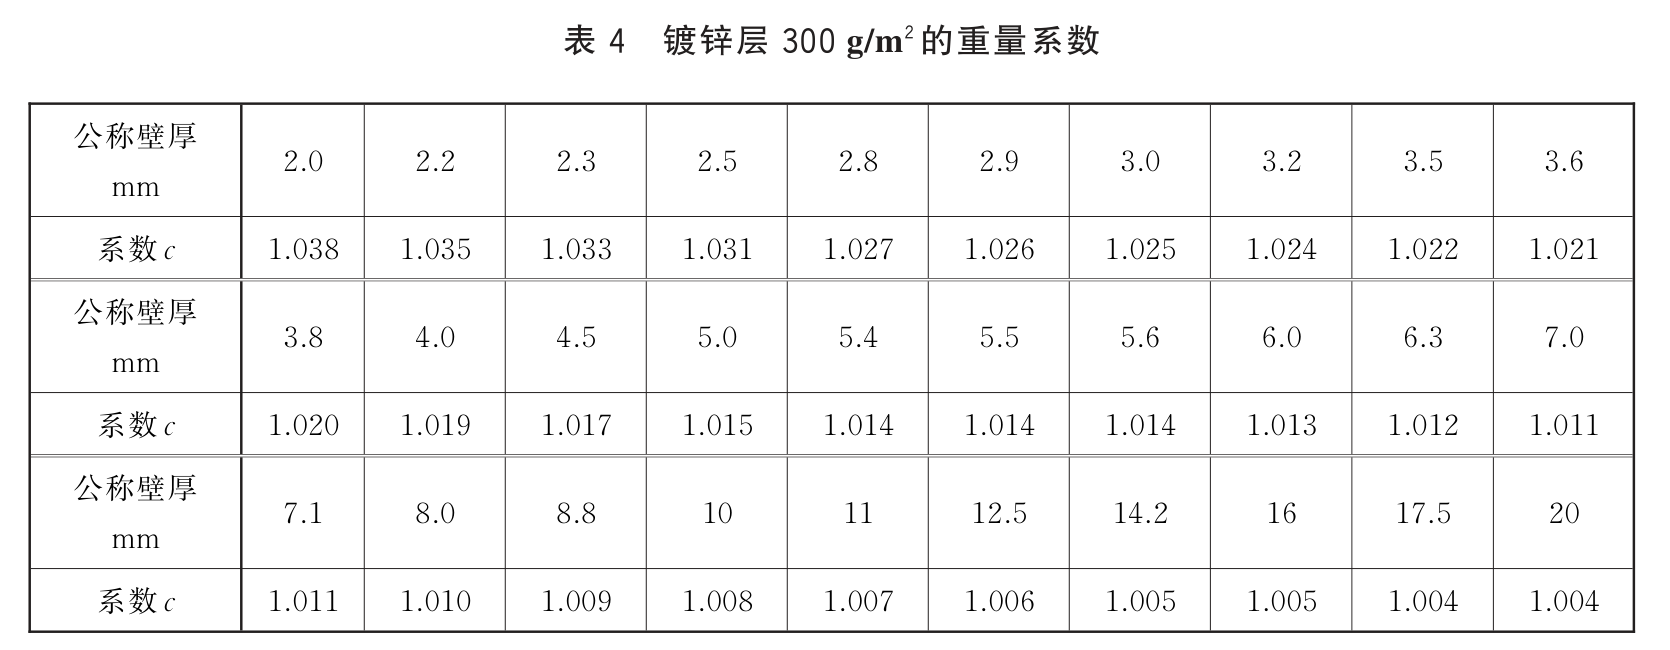 表 4 镀锌层 300 g/m²的重量系数
公称壁厚
mm
2.0 2.2 2.3 2.5 2.8 2.9 3.0 3.2 3.5 3.6
系数c 1.038 1.035 1.033 1.031 1.027 1.026 1.025 1.024 1.022 1.021
公称壁厚
mm
3.8 4.0 4.5 5.0 5.4 5.5 5.6 6.0 6.3 7.0
系数c 1.020 1.019 1.017 1.015 1.014 1.014 1.014 1.013 1.012 1.011
公称壁厚
mm
7.1 8.0 8.8 10 11 12.5 14.2 16 17.5 20
系数c 1.011 1.010 1.009 1.008 1.007 1.006 1.005 1.005 1.004 1.004